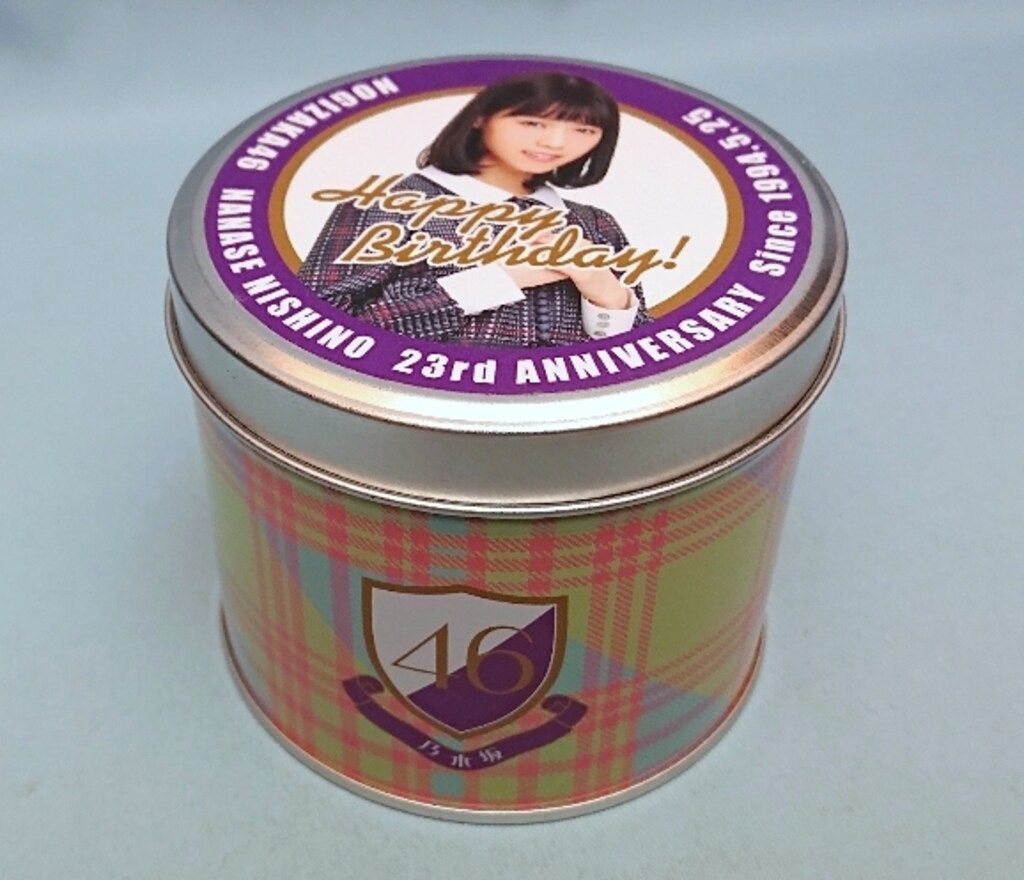 NOGIZAKA46 NANASE NISHINO 23rd ANNIVERSARY Since 1994.5.25
Happy
Birthday!
46
乃木坂